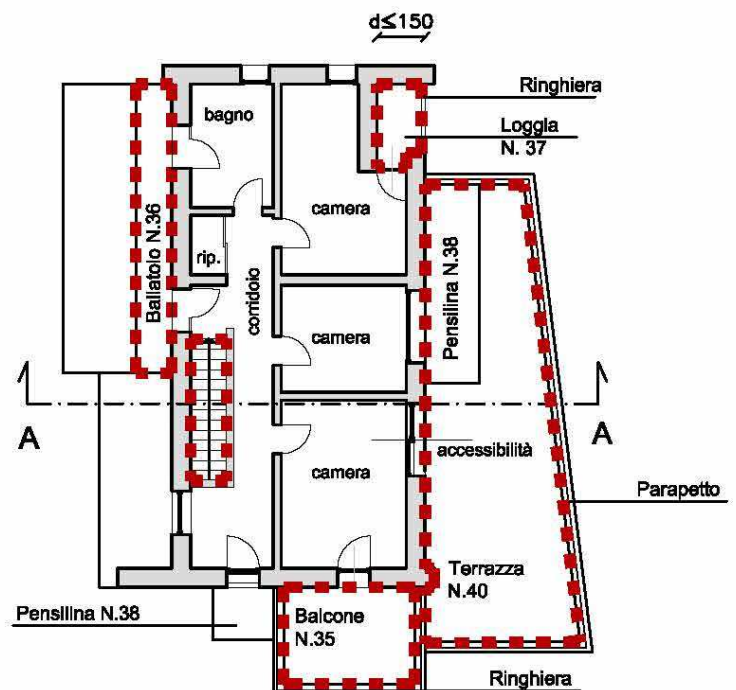 d≤150
Ringhiera
Loggia
N. 37
bagno
camera
Ballatoio N.36
rip.
corridoio
Pensilina N.38
camera
A
A
accessibilità
camera
Parapetto
Terrazza
N.40
Pensilina N.38
Balcone
N.35
Ringhiera